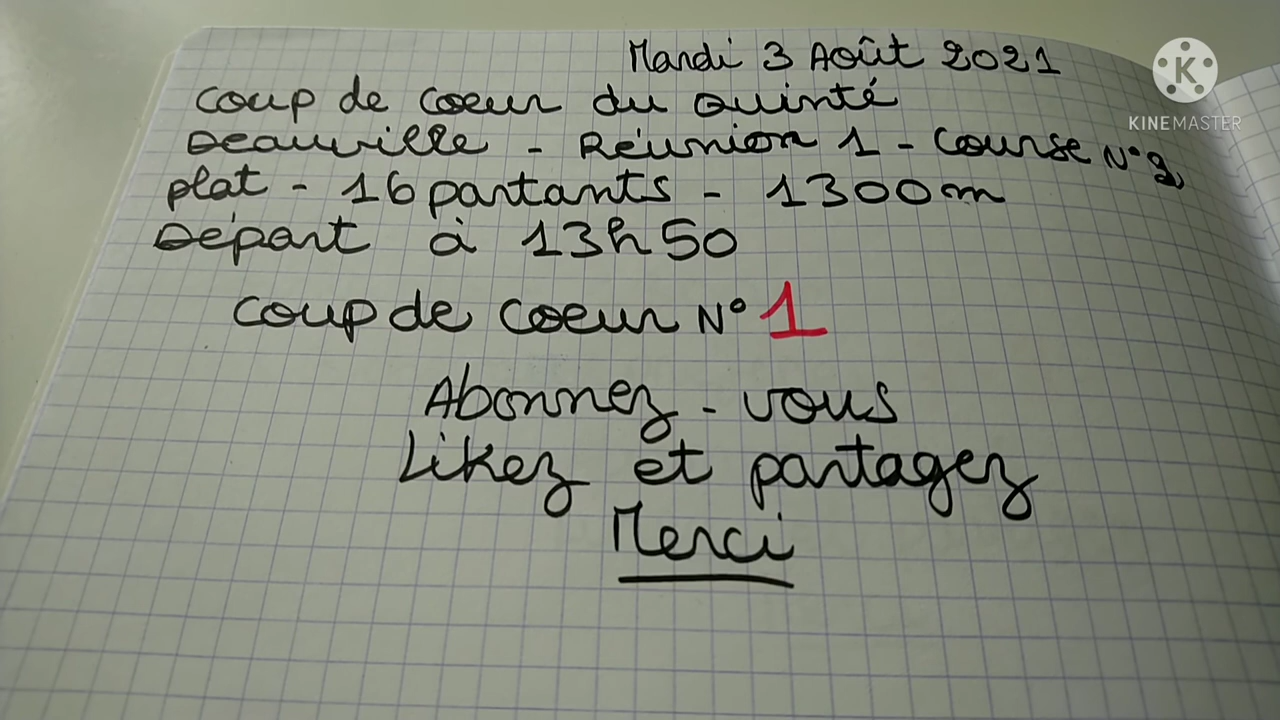 Mardi 3 Août 2021
coup de coeur du Quinté
Deauville - Réunion 1 - Course N°2
plat - 16 partants - 1300m
Départ à 13h50
coup de coeur N° 1
Abonnez-vous
Likez et partagez
Merci
KINEMASTER